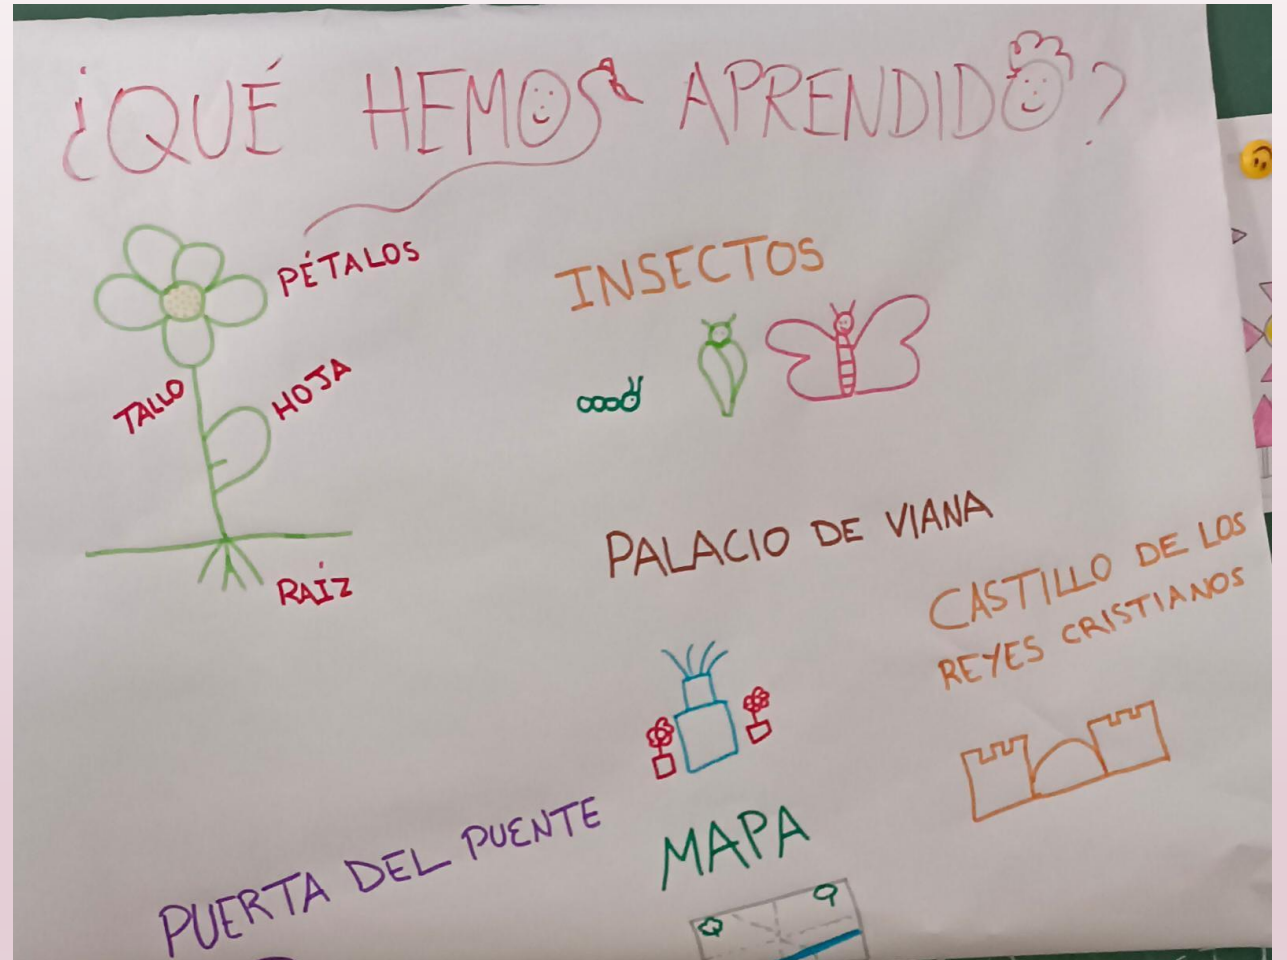 ¿QUÉ HEMOS APRENDIDO?
PÉTALOS
TALLO
HOJA
RAÍZ
INSECTOS
PALACIO DE VIANA
CASTILLO DE LOS
REYES CRISTIANOS
PUERTA DEL PUENTE
MAPA